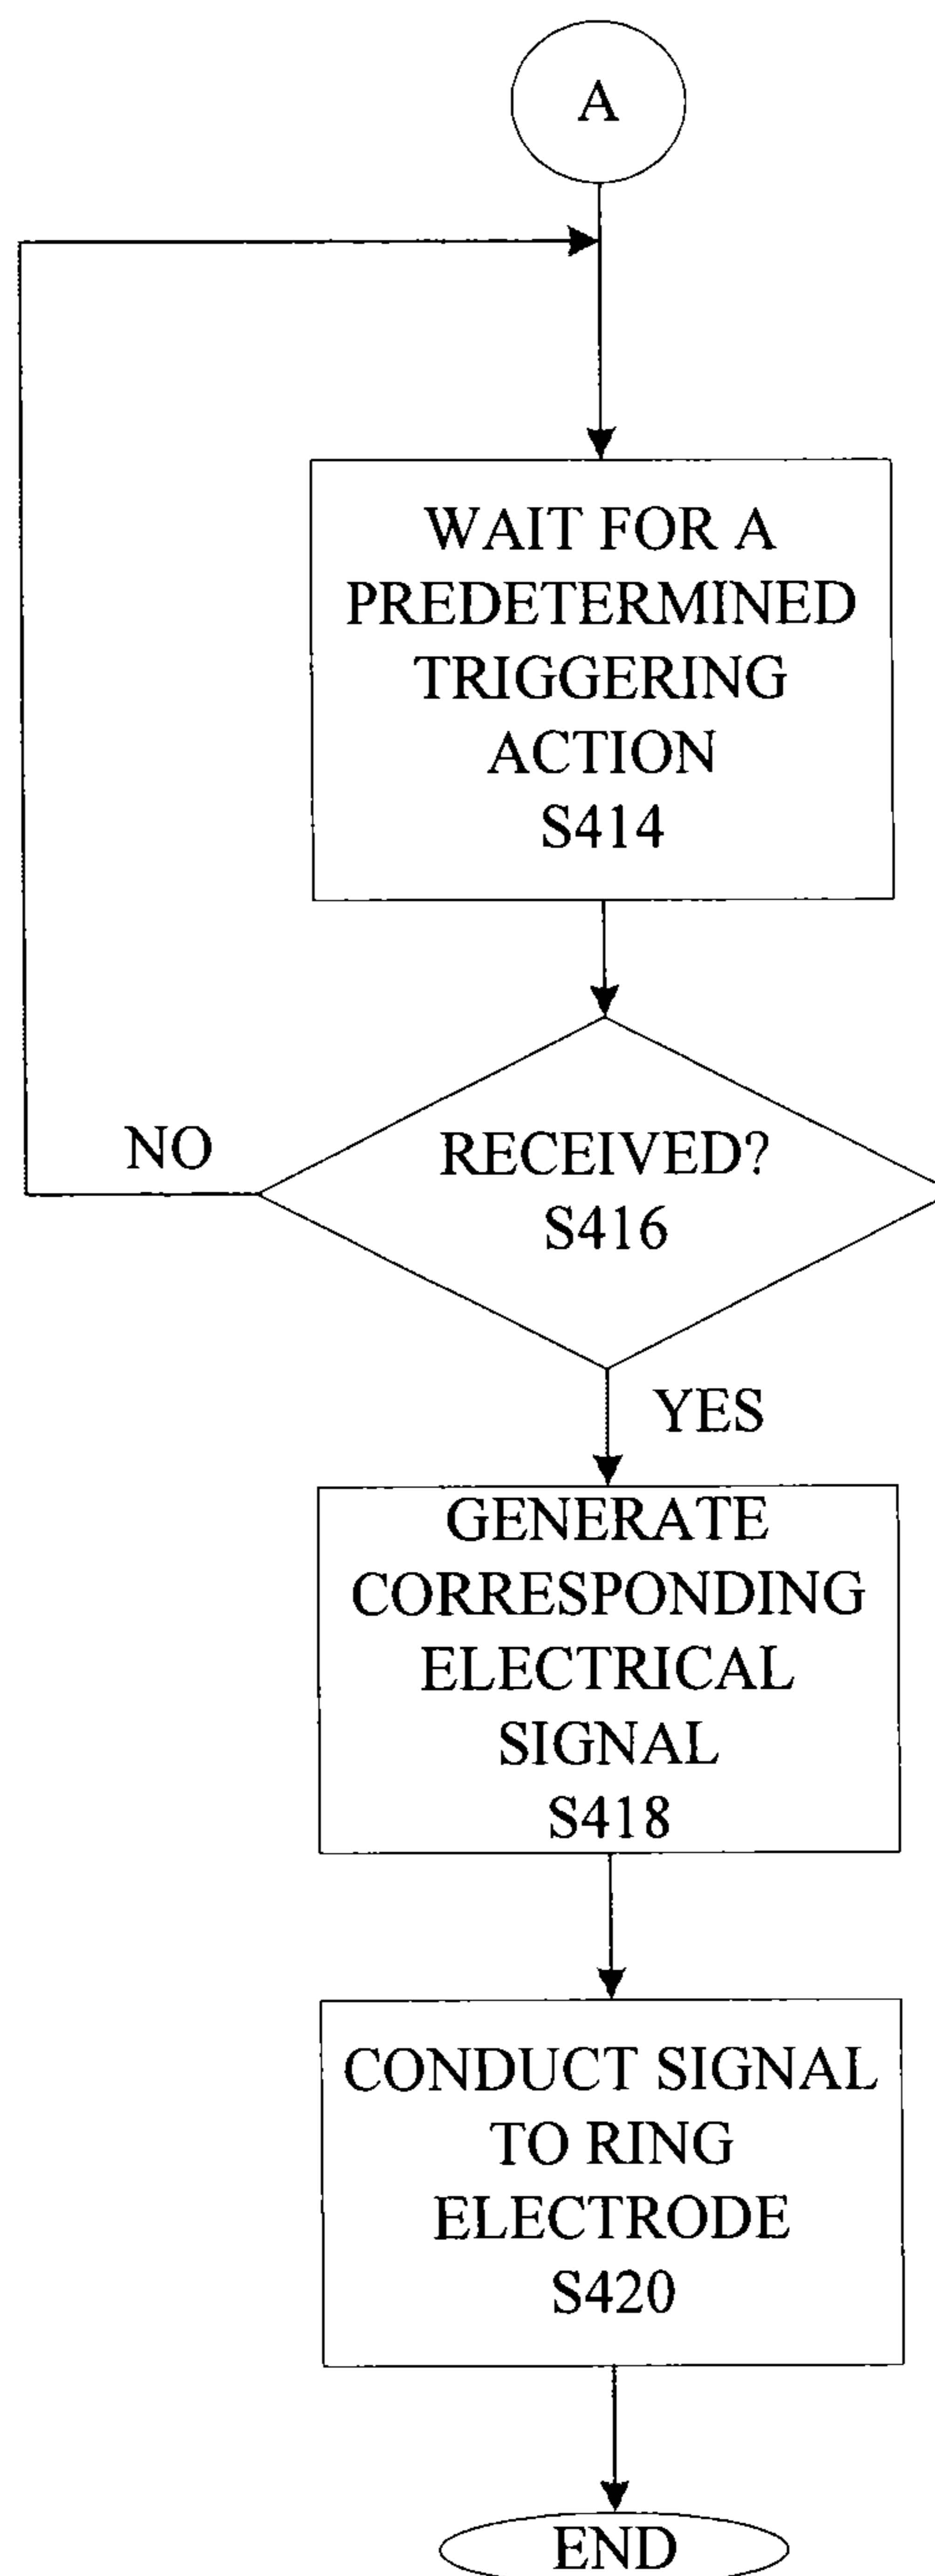 A
WAIT FOR A
PREDETERMINED
TRIGGERING
ACTION
S414
NO
RECEIVED?
S416
YES
GENERATE
CORRESPONDING
ELECTRICAL
SIGNAL
S418
CONDUCT SIGNAL
TO RING
ELECTRODE
S420
END